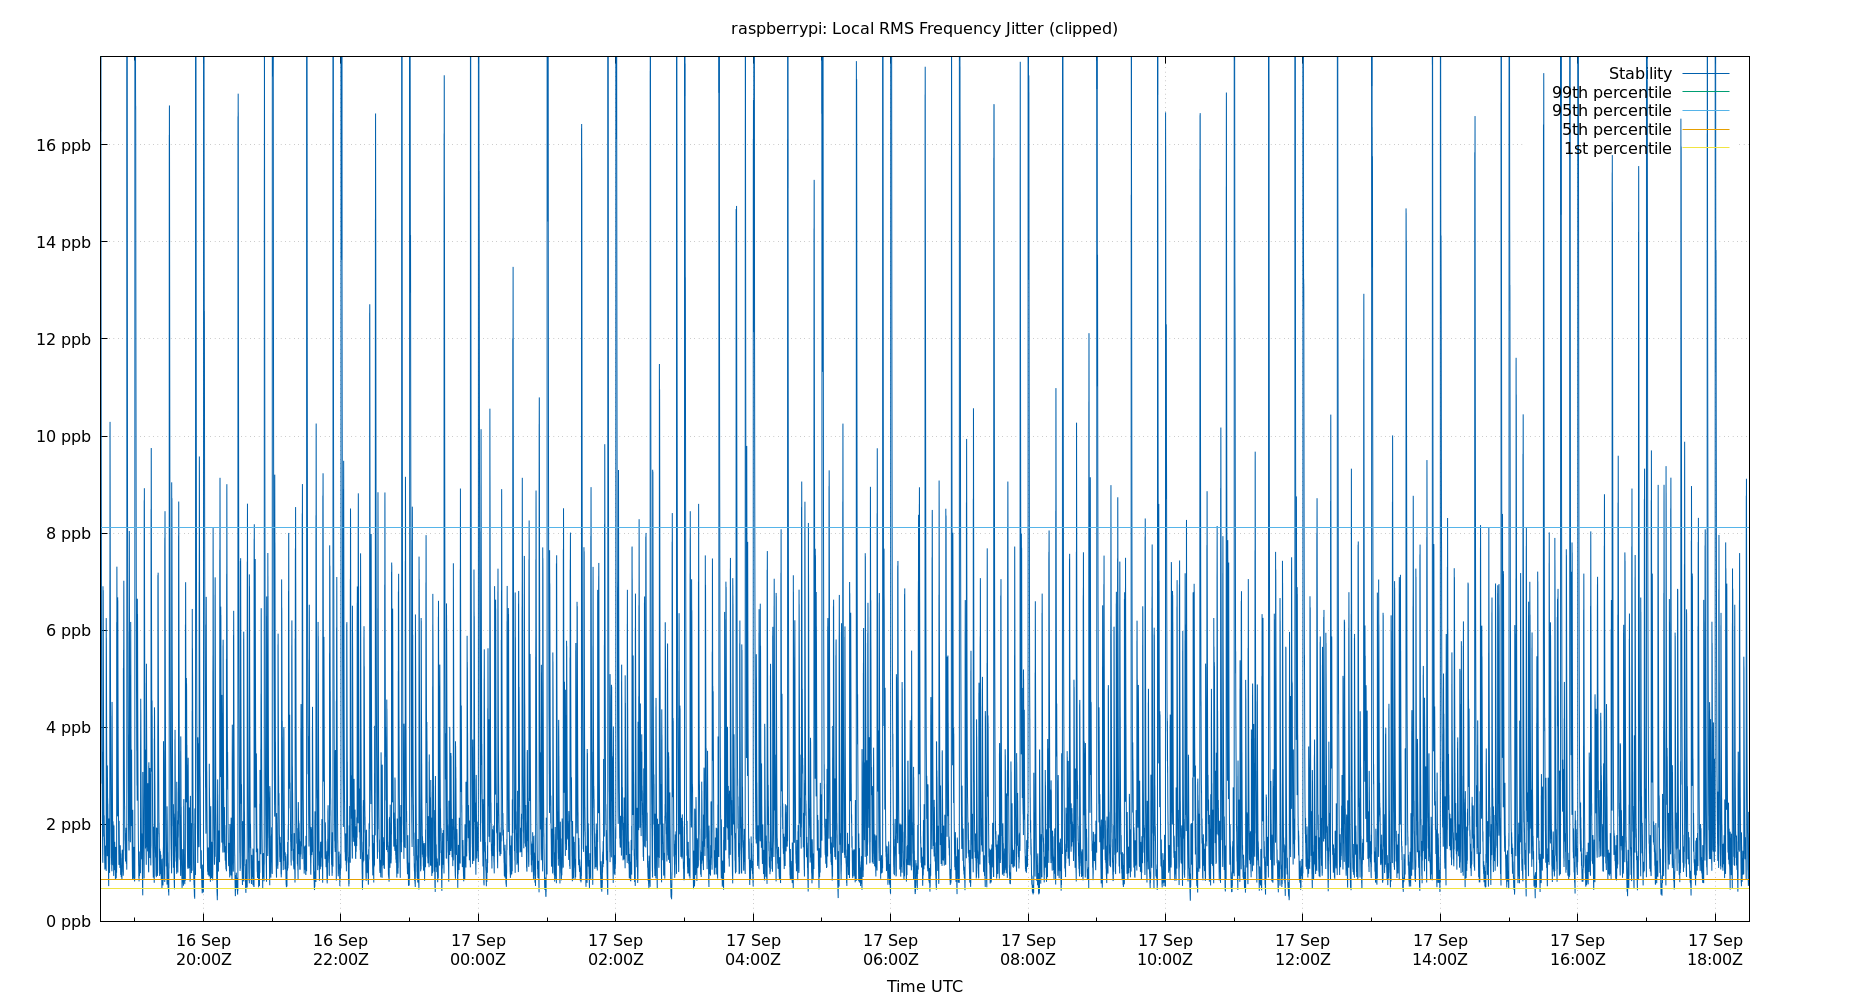 raspberrypi: Local RMS Frequency Jitter (clipped)
Stability
99th percentile
95th percentile
5th percentile
1st percentile
16 ppb
14 ppb
12 ppb
10 ppb
8 ppb
6 ppb
4 ppb
2 ppb
0 ppb
16 Sep 16 Sep 17 Sep 17 Sep 17 Sep 17 Sep 17 Sep 17 Sep 17 Sep 17 Sep 17 Sep 17 Sep
20:00Z 22:00Z 00:00Z 02:00Z 04:00Z 06:00Z 08:00Z 10:00Z 12:00Z 14:00Z 16:00Z 18:00Z
Time UTC